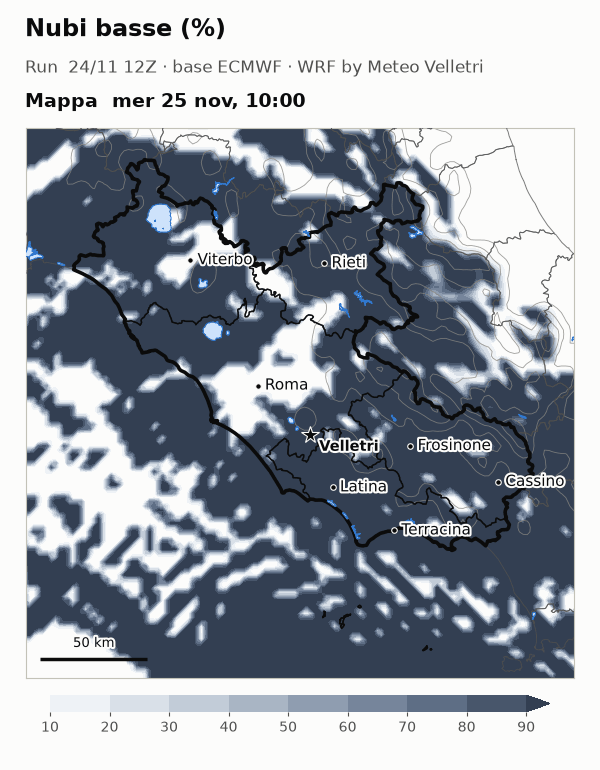 Nubi basse (%)
Run  24/11 12Z · base ECMWF · WRF by Meteo Velletri
Mappa  mer 25 nov, 10:00
Viterbo
Rieti
Roma
Velletri
Frosinone
Cassino
Latina
Terracina
50 km
10 20 30 40 50 60 70 80 90